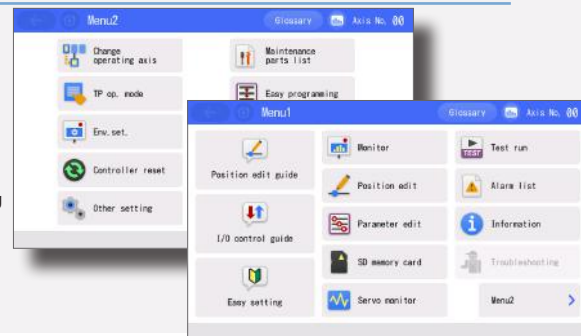 Menu2
Glossary
Axis No. 00
Change
operating axis
Maintenance
parts list
TP op. mode
Easy programming
Env. set.
Controller reset
Other setting
Menu1
Glossary
Axis No. 00
Position edit guide
Monitor
TEST
Test run
Position edit
Alarm list
I/O control guide
Parameter edit
Information
SD memory card
Troubleshooting
Easy setting
Servo monitor
Menu2